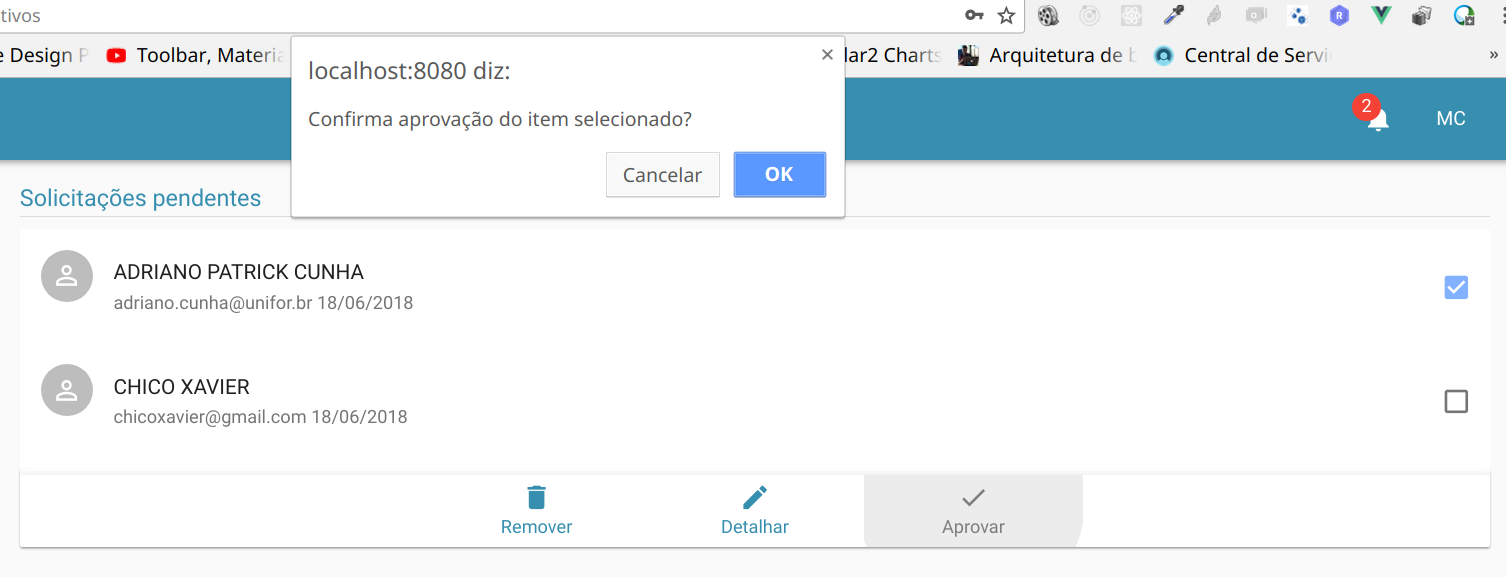 tivos
e Design P
Toolbar, Materia
lar2 Charts
Arquitetura de b
Central de Servi
»
localhost:8080 diz:
Confirma aprovação do item selecionado?
Cancelar
OK
2
MC
Solicitações pendentes
ADRIANO PATRICK CUNHA
adriano.cunha@unifor.br 18/06/2018
CHICO XAVIER
chicoxavier@gmail.com 18/06/2018
Remover
Detalhar
Aprovar